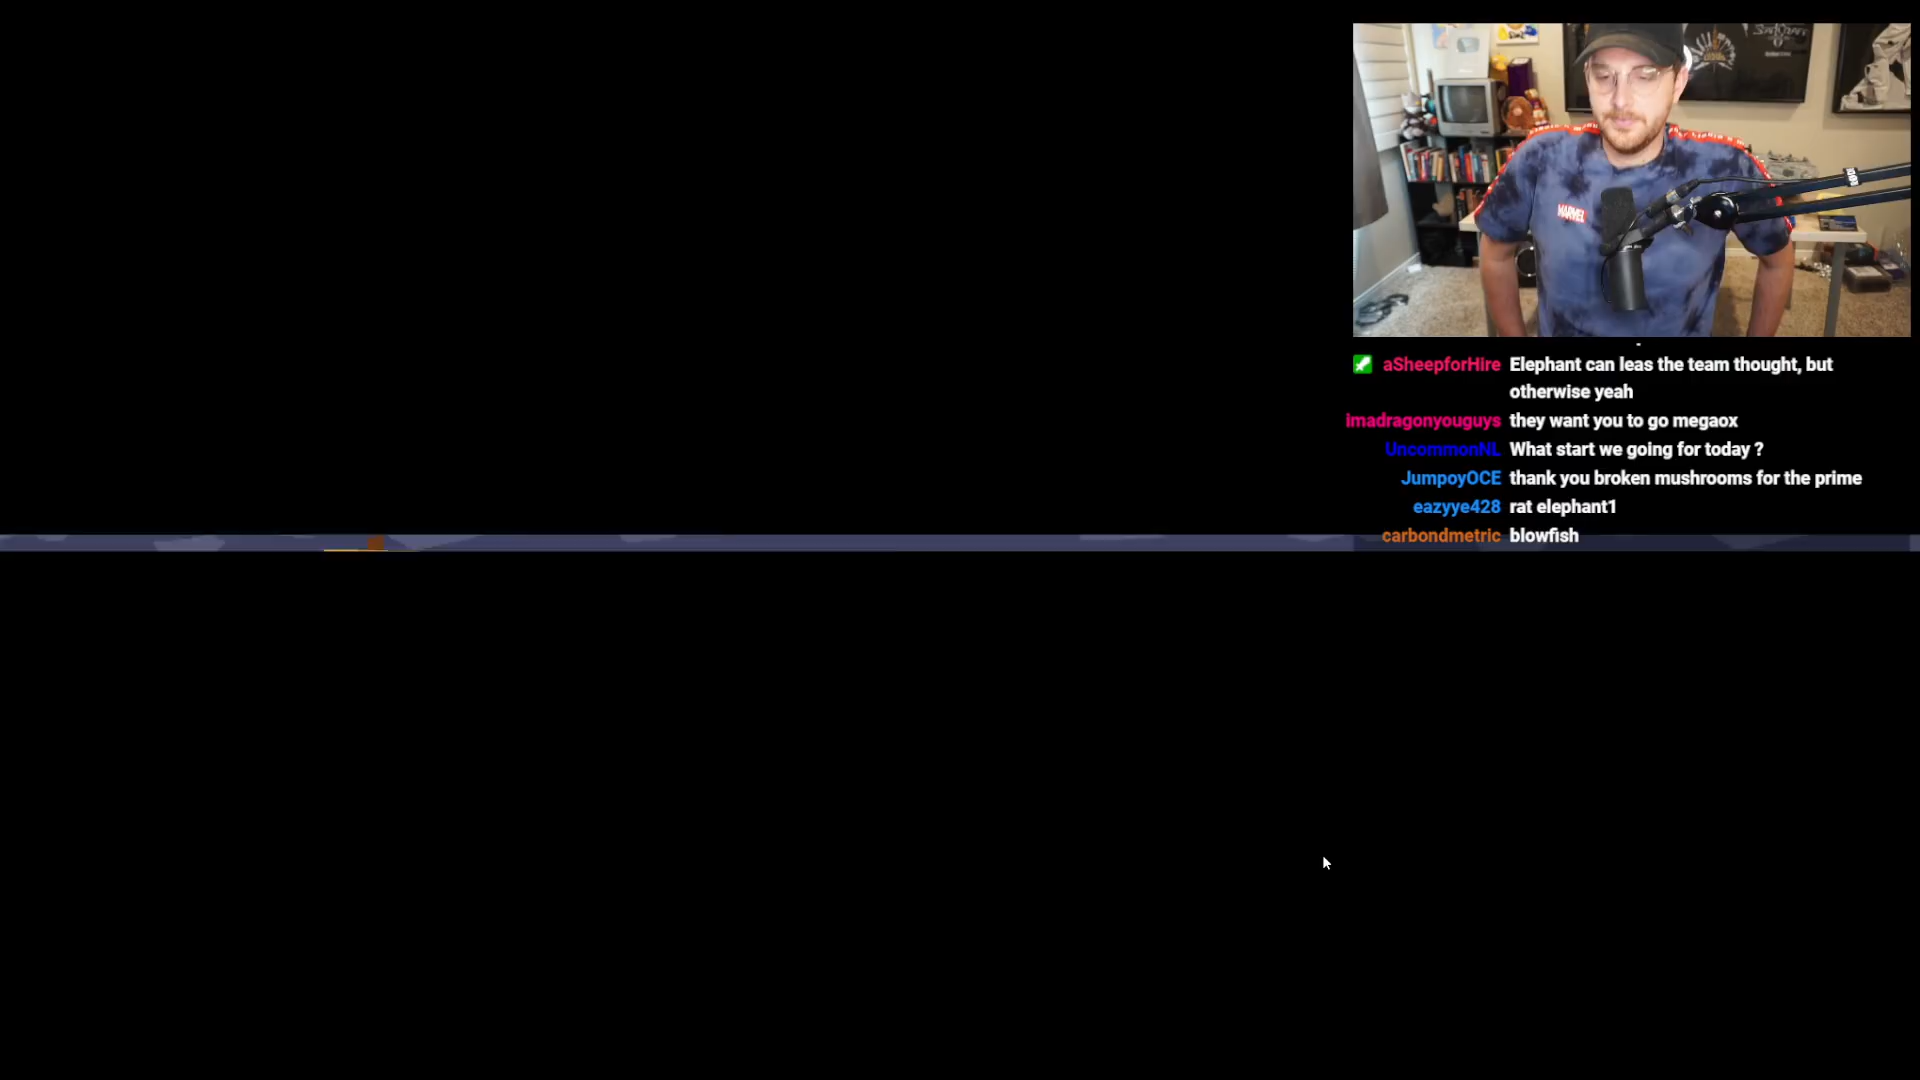 MARVEL
aSheepforHire Elephant can leas the team thought, but
otherwise yeah
imadragonyouguys they want you to go megaox
UncommonNL What start we going for today ?
JumpoyOCE thank you broken mushrooms for the prime
eazyye428 rat elephant1
carbondmetric blowfish